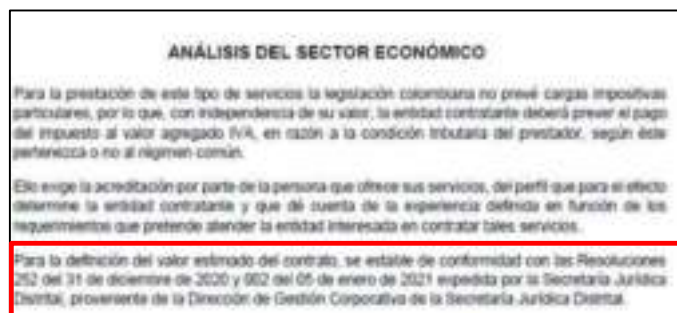 ANÁLISIS DEL SECTOR ECONÓMICO
Para la prestación de este tipo de servicios la legislación colombiana no prevé cargas impositivas
particulares, por lo que, con independencia de su valor, la entidad contratante deberá prever el pago
del impuesto al valor agregado IVA, en razón a la condición tributaria del prestador, según éste
pertenezca o no al régimen común.
Ello exige la acreditación por parte de la persona que ofrece sus servicios, del perfil que para el efecto
determine la entidad contratante y que dé cuenta de la experiencia definida en función de los
requerimientos que pretende atender la entidad interesada en contratar tales servicios.
Para la definición del valor estimado del contrato, se estable de conformidad con las Resoluciones
252 del 31 de diciembre de 2020 y 002 del 05 de enero de 2021 expedida por la Secretaría Jurídica
Distrital, proveniente de la Dirección de Gestión Corporativa de la Secretaría Jurídica Distrital.